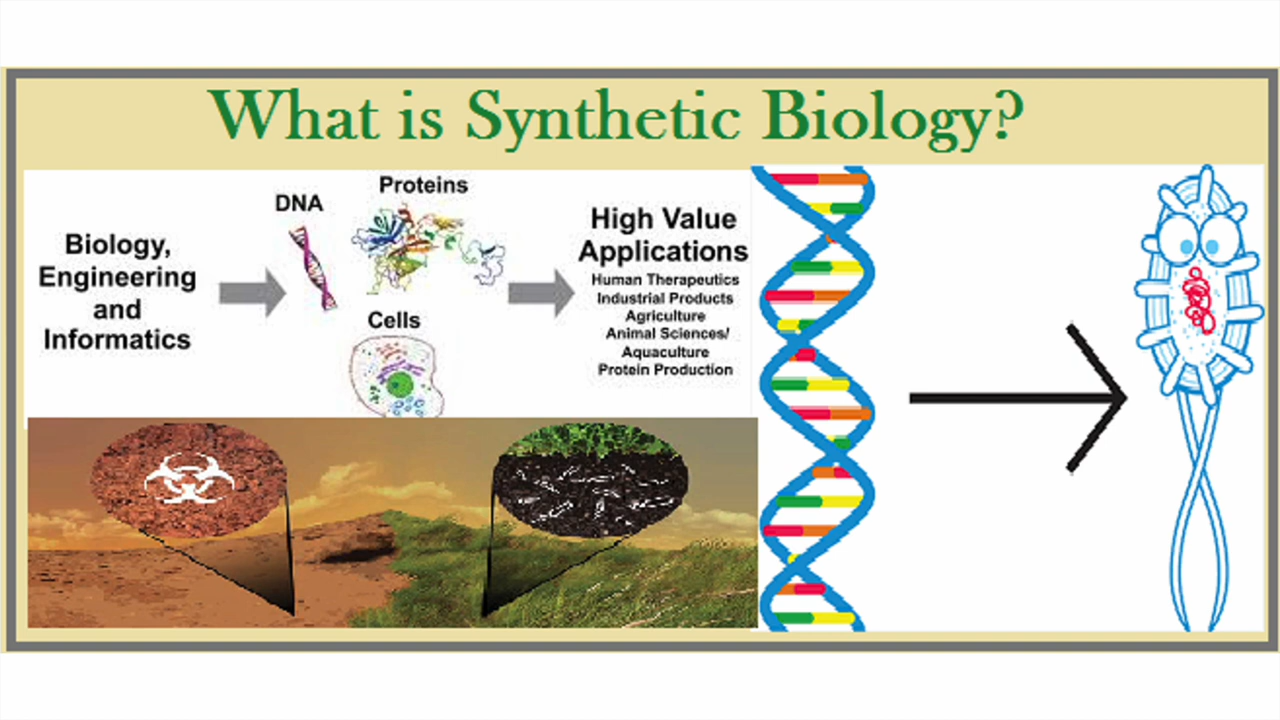 What is Synthetic Biology?
Biology,
Engineering
and
Informatics
DNA
Proteins
Cells
High Value
Applications
Human Therapeutics
Industrial Products
Agriculture
Animal Sciences/
Aquaculture
Protein Production